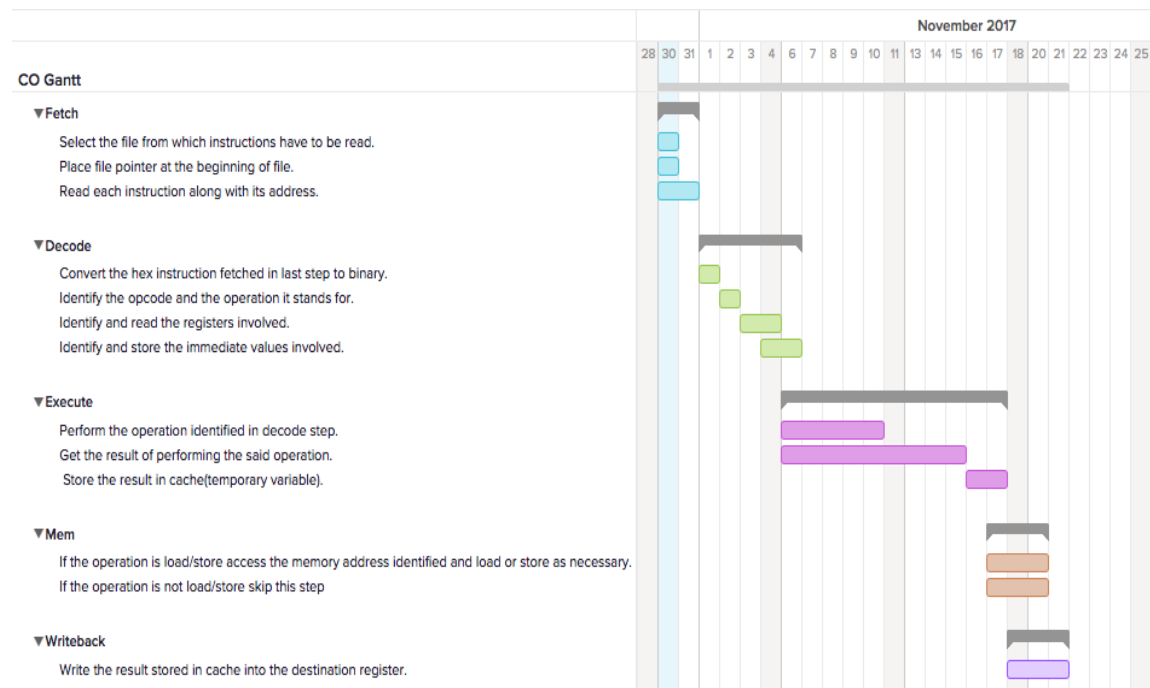 November 2017
28 30 31 1 2 3 4 6 7 8 9 10 11 13 14 15 16 17 18 20 21 22 23 24 25
CO Gantt
▼Fetch
Select the file from which instructions have to be read.
Place file pointer at the beginning of file.
Read each instruction along with its address.
▼Decode
Convert the hex instruction fetched in last step to binary.
Identify the opcode and the operation it stands for.
Identify and read the registers involved.
Identify and store the immediate values involved.
▼Execute
Perform the operation identified in decode step.
Get the result of performing the said operation.
Store the result in cache(temporary variable).
▼Mem
If the operation is load/store access the memory address identified and load or store as necessary.
If the operation is not load/store skip this step
▼Writeback
Write the result stored in cache into the destination register.